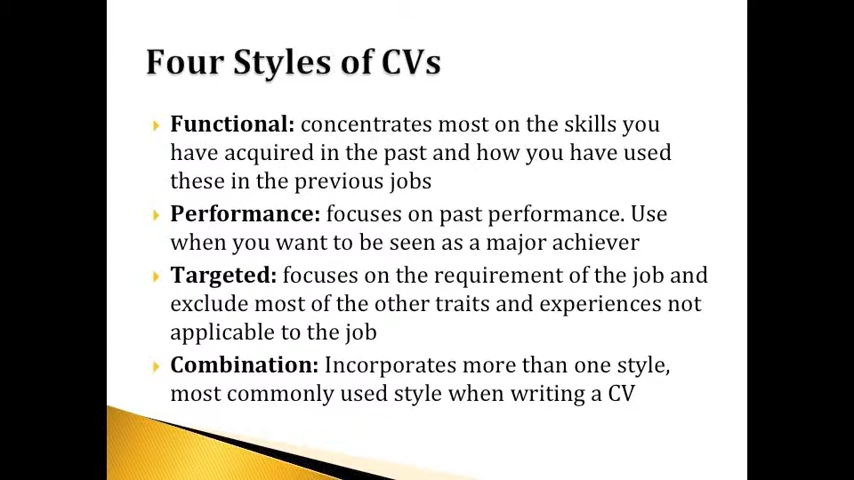 Four Styles of CVs
Functional: concentrates most on the skills you
have acquired in the past and how you have used
these in the previous jobs
Performance: focuses on past performance. Use
when you want to be seen as a major achiever
Targeted: focuses on the requirement of the job and
exclude most of the other traits and experiences not
applicable to the job
Combination: Incorporates more than one style,
most commonly used style when writing a CV